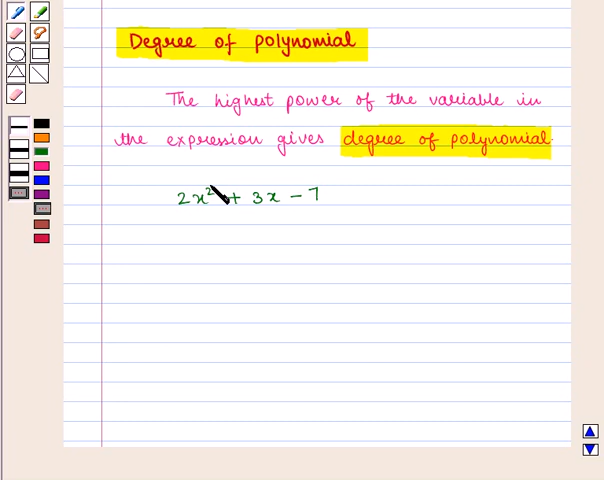 Degree of polynomial
The highest power of the variable in
the expression gives degree of polynomial.
2x² + 3x - 7